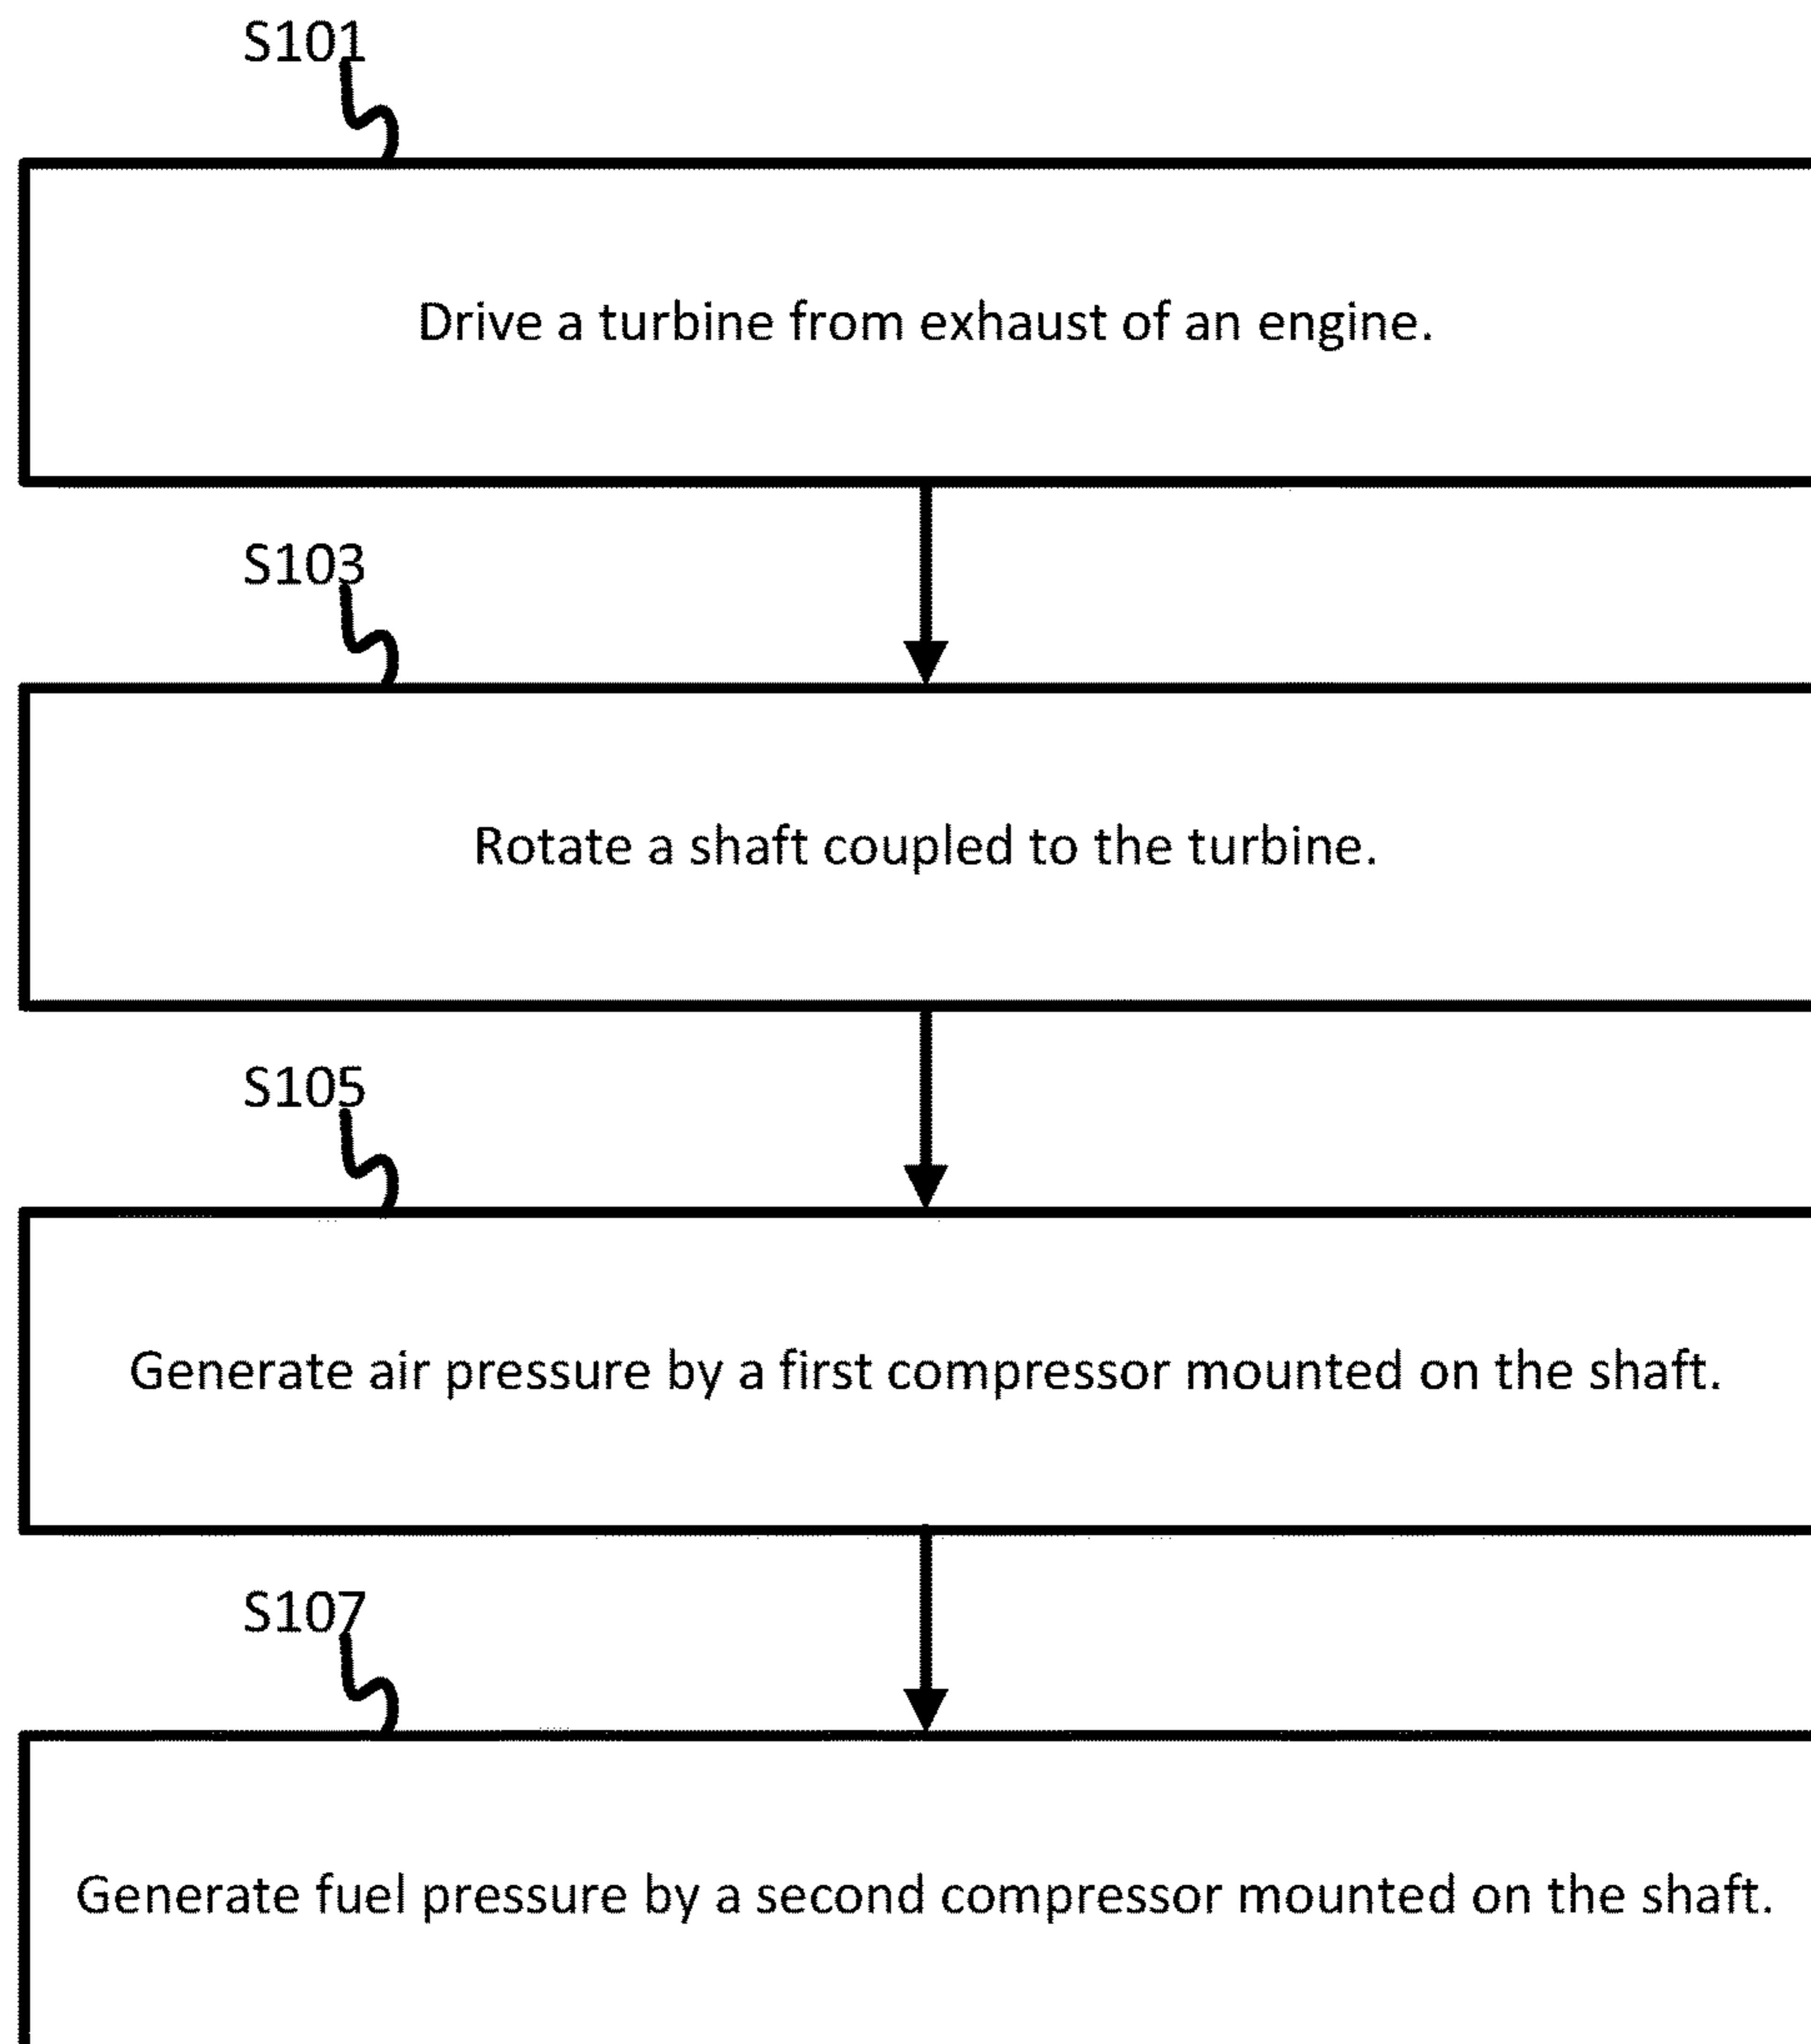 S101
Drive a turbine from exhaust of an engine.
S103
Rotate a shaft coupled to the turbine.
S105
Generate air pressure by a first compressor mounted on the shaft.
S107
Generate fuel pressure by a second compressor mounted on the shaft.